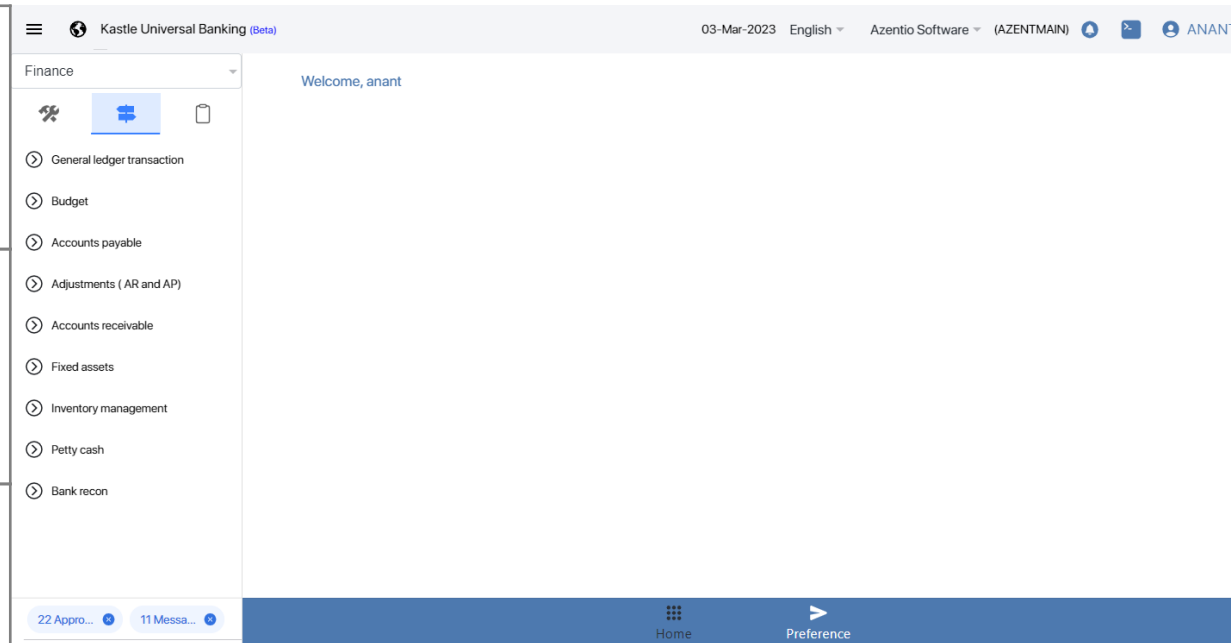 Kastle Universal Banking (Beta) 03-Mar-2023 English Azentio Software (AZENTMAIN) ANANT
Finance
Welcome, anant
General ledger transaction
Budget
Accounts payable
Adjustments ( AR and AP)
Accounts receivable
Fixed assets
Inventory management
Petty cash
Bank recon
22 Appro... 11 Messa...
Home Preference